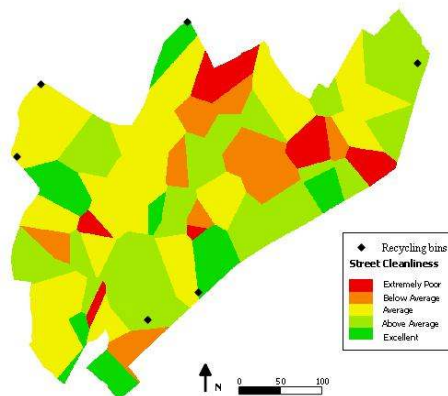 Recycling bins
Street Cleanliness
Extremely Poor
Below Average
Average
Above Average
Excellent
N
0 50 100